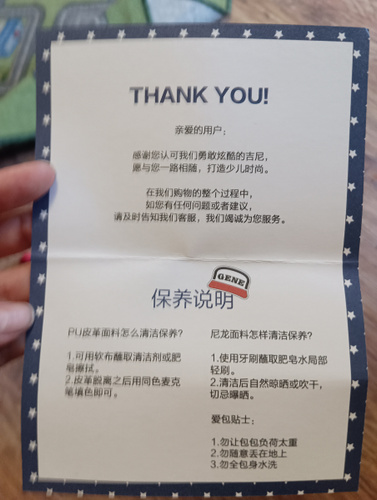 THANK YOU!
亲爱的用户：
感谢您认可我们勇敢炫酷的吉尼，
愿与您一路相随，打造少儿时尚。
在我们购物的整个过程中，
如您有任何问题或者建议，
请及时告知我们客服，我们竭诚为您服务。
GENE
保养说明
PU皮革面料怎么清洁保养?
1.可用软布蘸取清洁剂或肥
皂擦拭。
2.皮革脱离之后用同色麦克
笔填色即可。
尼龙面料怎样清洁保养?
1.使用牙刷蘸取肥皂水局部
轻刷。
2.清洁后自然晾晒或吹干，
切忌曝晒。
爱包贴士：
1.勿让包包负荷太重
2.勿随意丢在地上
3.勿全包身水洗